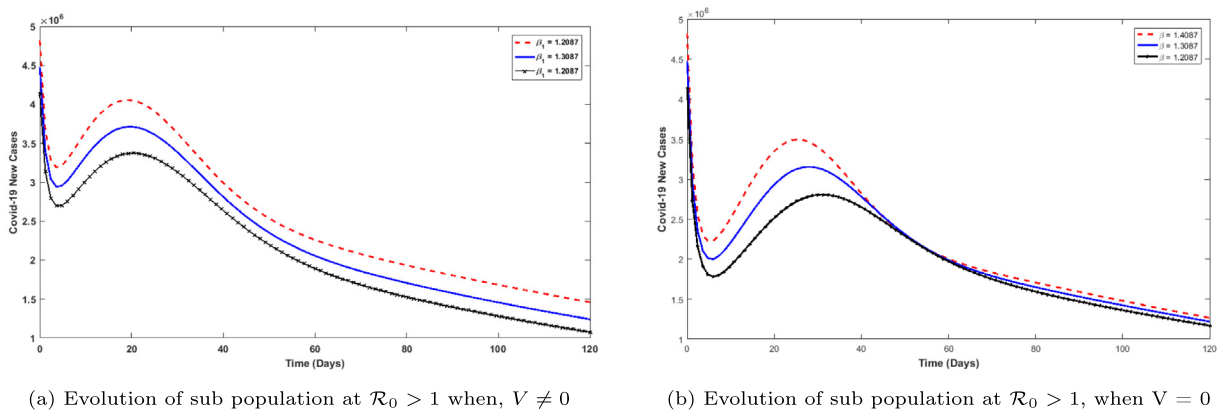 ×10⁶
5
4.5
4
3.5
3
2.5
2
1.5
1
Covid-19 New Cases
0
20
40
60
80
100
120
Time (Days)
β₁ = 1.2087
β₁ = 1.3087
β₁ = 1.2087
(a) Evolution of sub population at ℛ₀ > 1 when, V ≠ 0
×10⁶
5
4.5
4
3.5
3
2.5
2
1.5
1
Covid-19 New Cases
0
20
40
60
80
100
120
Time (Days)
β = 1.4087
β = 1.3087
β = 1.2087
(b) Evolution of sub population at ℛ₀ > 1, when V = 0